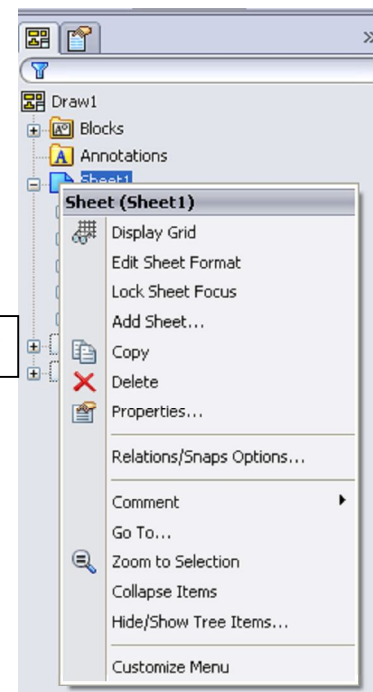 Draw1
Blocks
Annotations
Sheet1
Sheet (Sheet1)
Display Grid
Edit Sheet Format
Lock Sheet Focus
Add Sheet...
Copy
Delete
Properties...
Relations/Snaps Options...
Comment
Go To...
Zoom to Selection
Collapse Items
Hide/Show Tree Items...
Customize Menu